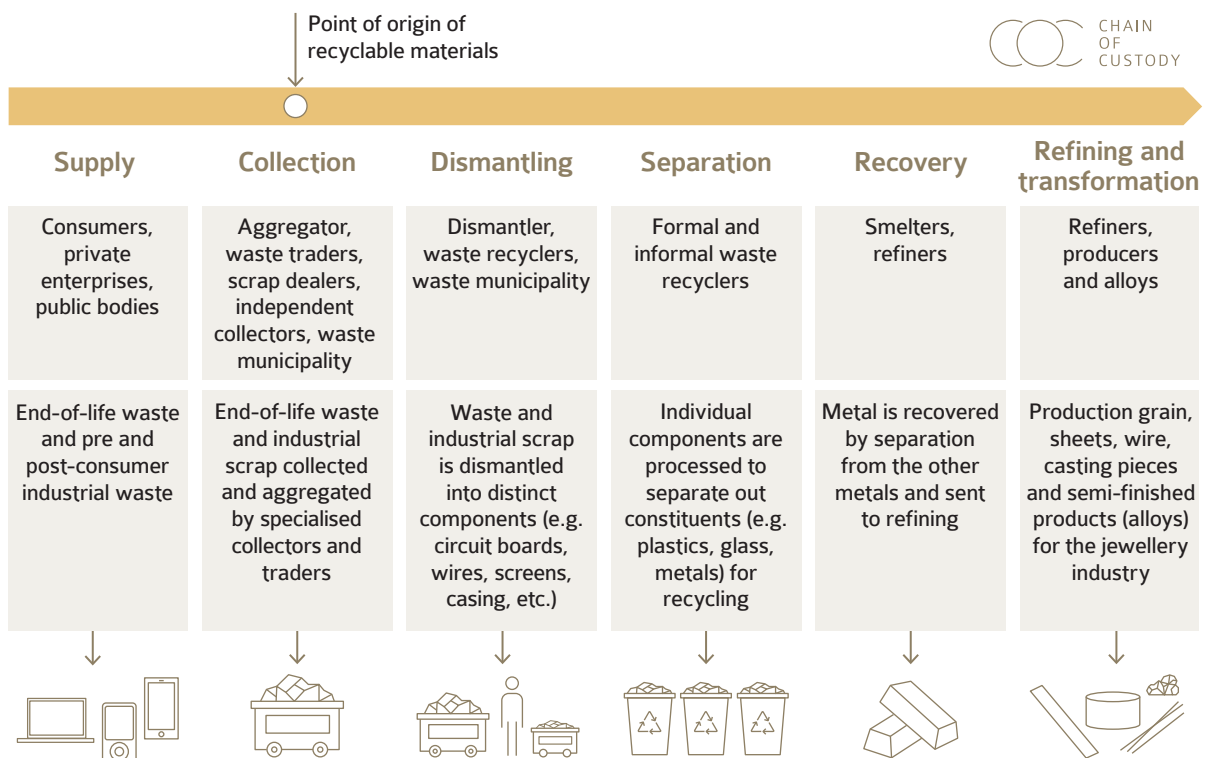 Point of origin of
recyclable materials
CHAIN
OF
CUSTODY
Supply
Consumers,
private
enterprises,
public bodies
End-of-life waste
and pre and
post-consumer
industrial waste
Collection
Aggregator,
waste traders,
scrap dealers,
independent
collectors, waste
municipality
End-of-life waste
and industrial
scrap collected
and aggregated
by specialised
collectors and
traders
Dismantling
Dismantler,
waste recyclers,
waste municipality
Waste and
industrial scrap
is dismantled
into distinct
components (e.g.
circuit boards,
wires, screens,
casing, etc.)
Separation
Formal and
informal waste
recyclers
Individual
components are
processed to
separate out
constituents (e.g.
plastics, glass,
metals) for
recycling
Recovery
Smelters,
refiners
Metal is recovered
by separation
from the other
metals and sent
to refining
Refining and
transformation
Refiners,
producers
and alloys
Production grain,
sheets, wire,
casting pieces
and semi-finished
products (alloys)
for the jewellery
industry